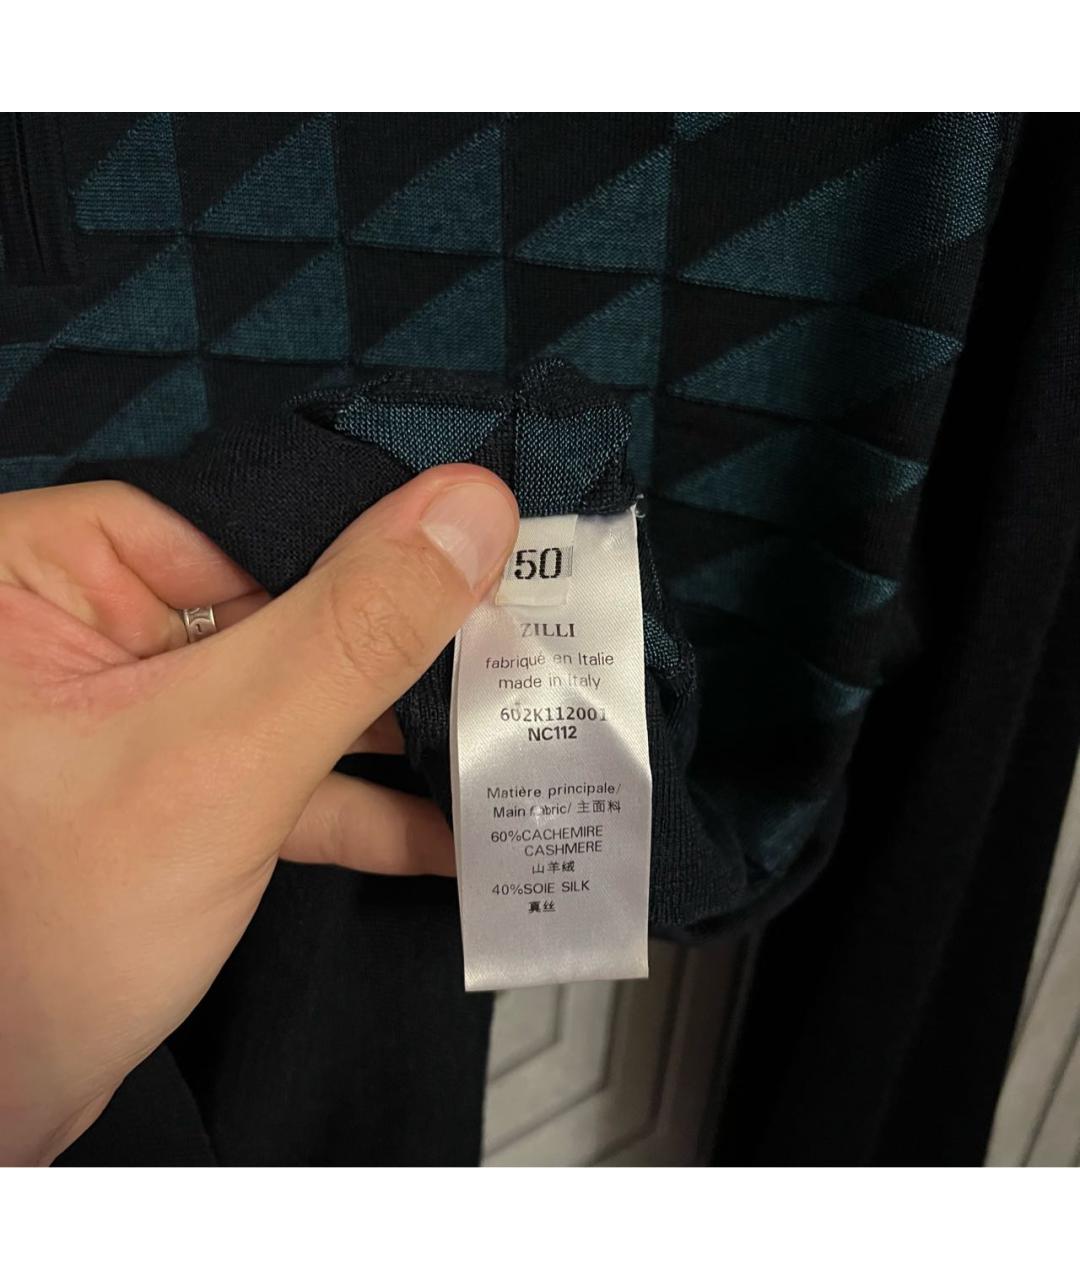 50
ZILLI
fabriqué en Italie
made in Italy
602K112001
NC112
Matière principale/
Main fabric/ 主面料
60%CACHEMIRE
CASHMERE
山羊绒
40%SOIE SILK
真丝